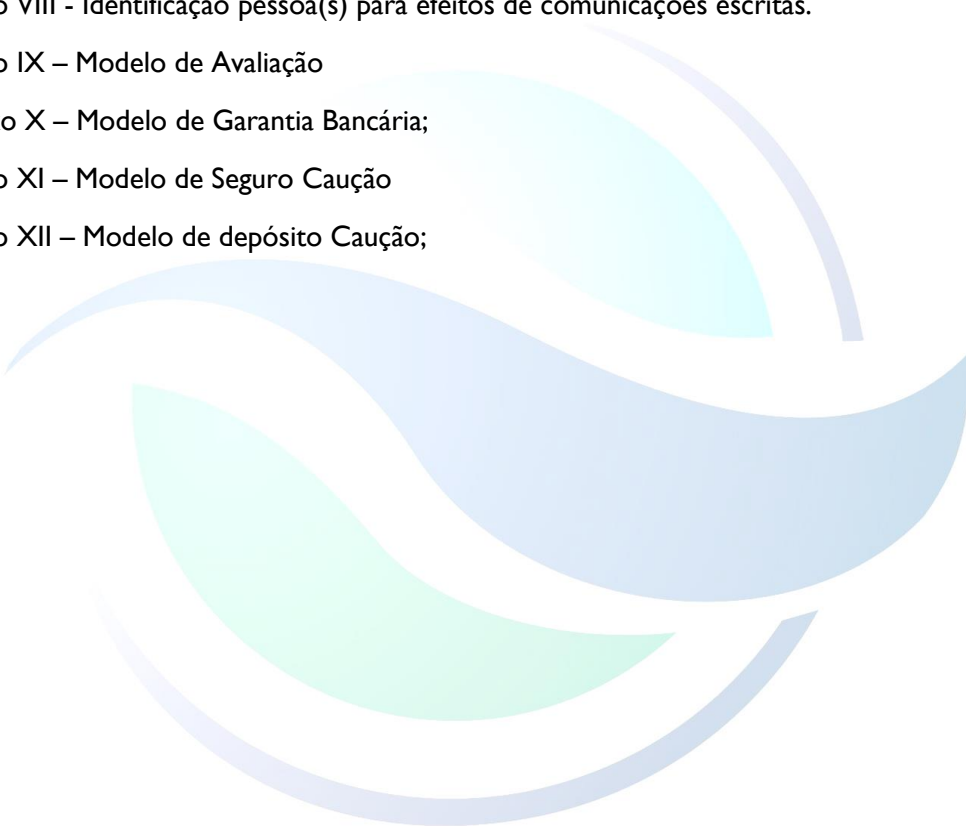 o VIII - Identificação pessoa(s) para efeitos de comunicações escritas.
o IX – Modelo de Avaliação
o X – Modelo de Garantia Bancária;
o XI – Modelo de Seguro Caução
o XII – Modelo de depósito Caução;